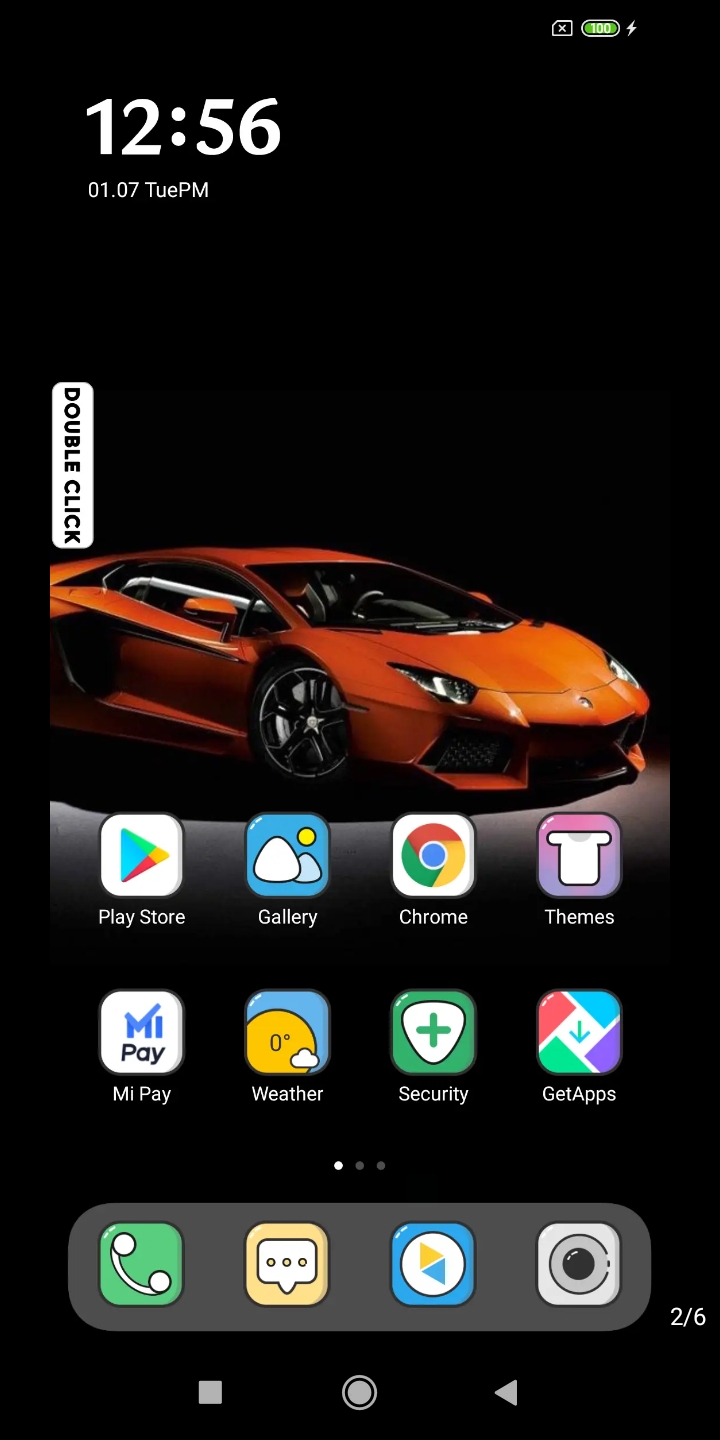 100
12:56
01.07 TuePM
DOUBLE CLICK
Play Store
Gallery
Chrome
Themes
MI
Pay
0°
Mi Pay
Weather
Security
GetApps
2/6